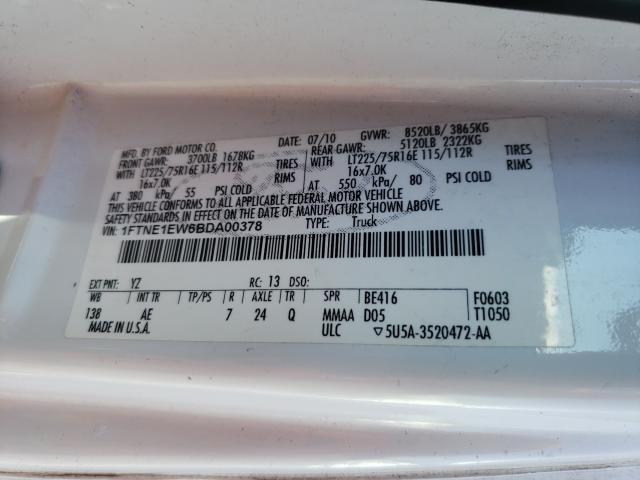 MFD. BY FORD MOTOR CO. DATE: 07/10 GVWR: 8520LB/ 3865KG
FRONT GAWR: 3700LB 1678KG REAR GAWR: 5120LB 2322KG
WITH LT225/75R16E 115/112R TIRES WITH LT225/75R16E 115/112R TIRES
16x7.0K RIMS 16x7.0K
AT 380 kPa/ 55 PSI COLD AT 550 kPa/ 80 PSI COLD
THIS VEHICLE CONFORMS TO ALL APPLICABLE FEDERAL MOTOR VEHICLE
SAFETY STANDARDS IN EFFECT ON THE DATE OF MANUFACTURE SHOWN ABOVE.
VIN: 1FTNE1EW6BDA00378 TYPE: Truck
EXT PNT: YZ RC: 13 DSO:
WB INT TR TP/PS R AXLE TR SPR BE416 F0603
138 AE 7 24 Q MMAA D05 T1050
MADE IN U.S.A. ULC ▽5U5A-3520472-AA